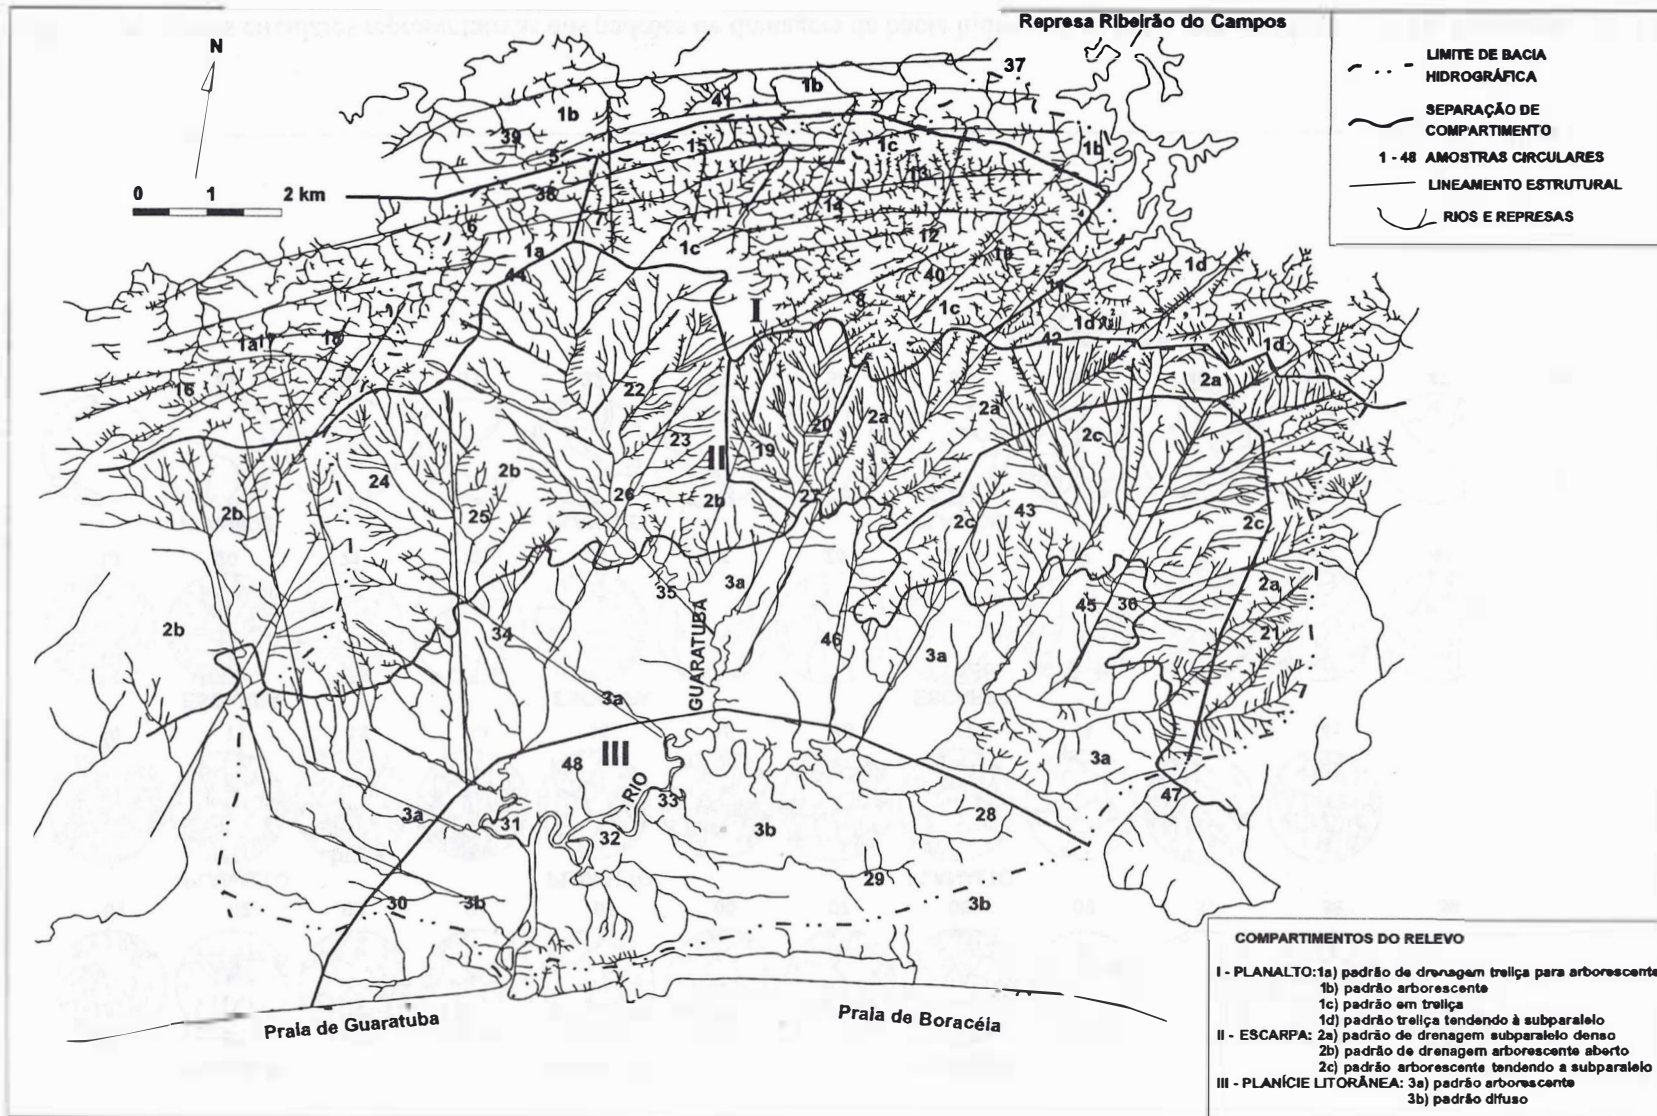 Represa Ribeirão do Campos
LIMITE DE BACIA
HIDROGRÁFICA
SEPARAÇÃO DE
COMPARTIMENTO
1 - 48 AMOSTRAS CIRCULARES
LINEAMENTO ESTRUTURAL
RIOS E REPRESAS
N
0 1 2 km
37
1b
41
1b
39
5
15
1c
1b
13
38
14
6
7
12
1a
1c
10
1d
44
40
11
8
1c
I
1d
42
1a
17
18
1d
16
2a
22
2a
20
2a
23
2c
19
II
2b
24
26
2b
27
2b
25
2c
43
2c
3a
2a
35
45
36
2b
34
46
21
GUARATUBA
3a
3a
III
48
3a
RIO
33
47
3a
31
32
3b
28
29
30
3b
3b
Praia de Guaratuba
Praia de Boracéia
COMPARTIMENTOS DO RELEVO
I - PLANALTO: 1a) padrão de drenagem treliça para arborescente
1b) padrão arborescente
1c) padrão em treliça
1d) padrão treliça tendendo à subparalelo
II - ESCARPA: 2a) padrão de drenagem subparalelo denso
2b) padrão de drenagem arborescente aberto
2c) padrão arborescente tendendo a subparalelo
III - PLANÍCIE LITORÂNEA: 3a) padrão arborescente
3b) padrão difuso